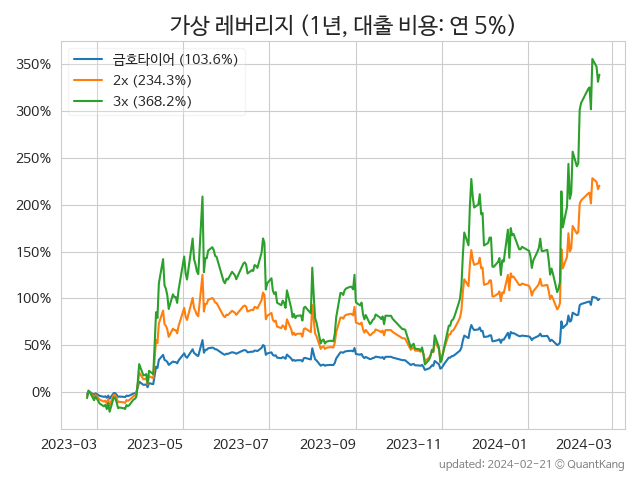 가상 레버리지 (1년, 대출 비용: 연 5%)
금호타이어 (103.6%)
2x (234.3%)
3x (368.2%)
350%
300%
250%
200%
150%
100%
50%
0%
2023-03 2023-05 2023-07 2023-09 2023-11 2024-01 2024-03
updated: 2024-02-21 © QuantKang